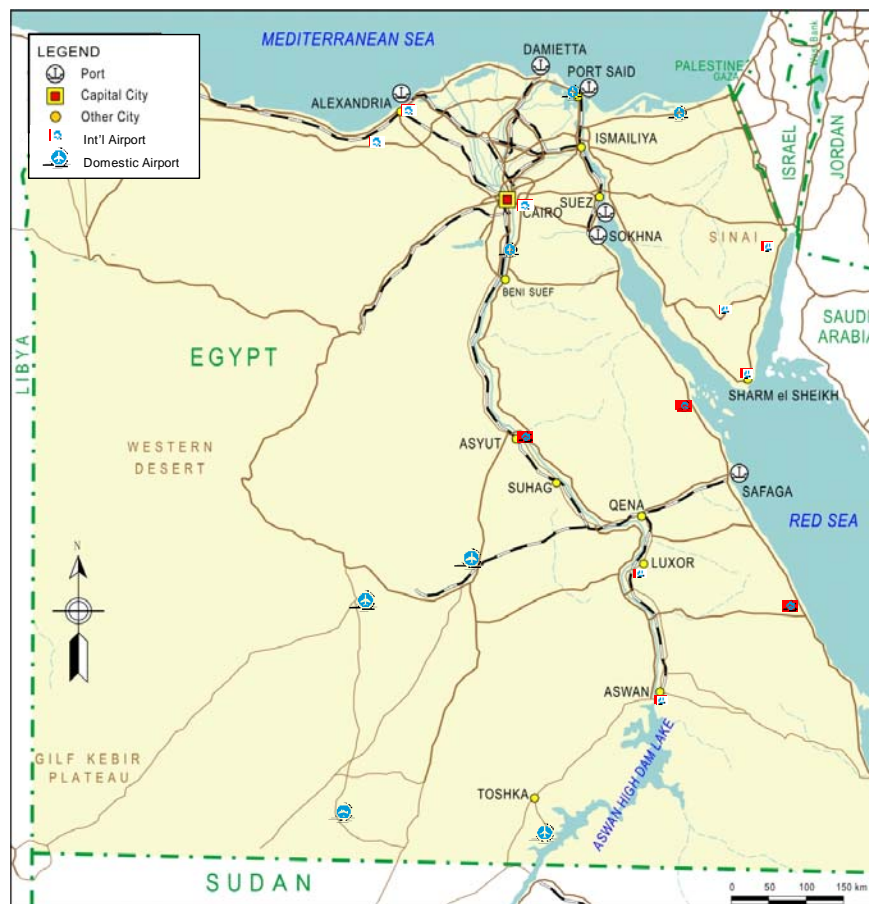 MEDITERRANEAN SEA
LEGEND
Port
Capital City
Other City
Int'l Airport
Domestic Airport
DAMIETTA
PORT SAID
PALESTINE
GAZA
West Bank
ALEXANDRIA
ISMAILIYA
ISRAEL
JORDAN
SUEZ
CAIRO
SOKHNA
SINAI
BENI SUEF
SAUDI
ARABIA
LIBYA
EGYPT
SHARM el SHEIKH
WESTERN
DESERT
ASYUT
SUHAG
SAFAGA
QENA
RED SEA
N
LUXOR
ASWAN
GILF KEBIR
PLATEAU
TOSHKA
ASWAN HIGH DAM LAKE
SUDAN
0 50 100 150 km